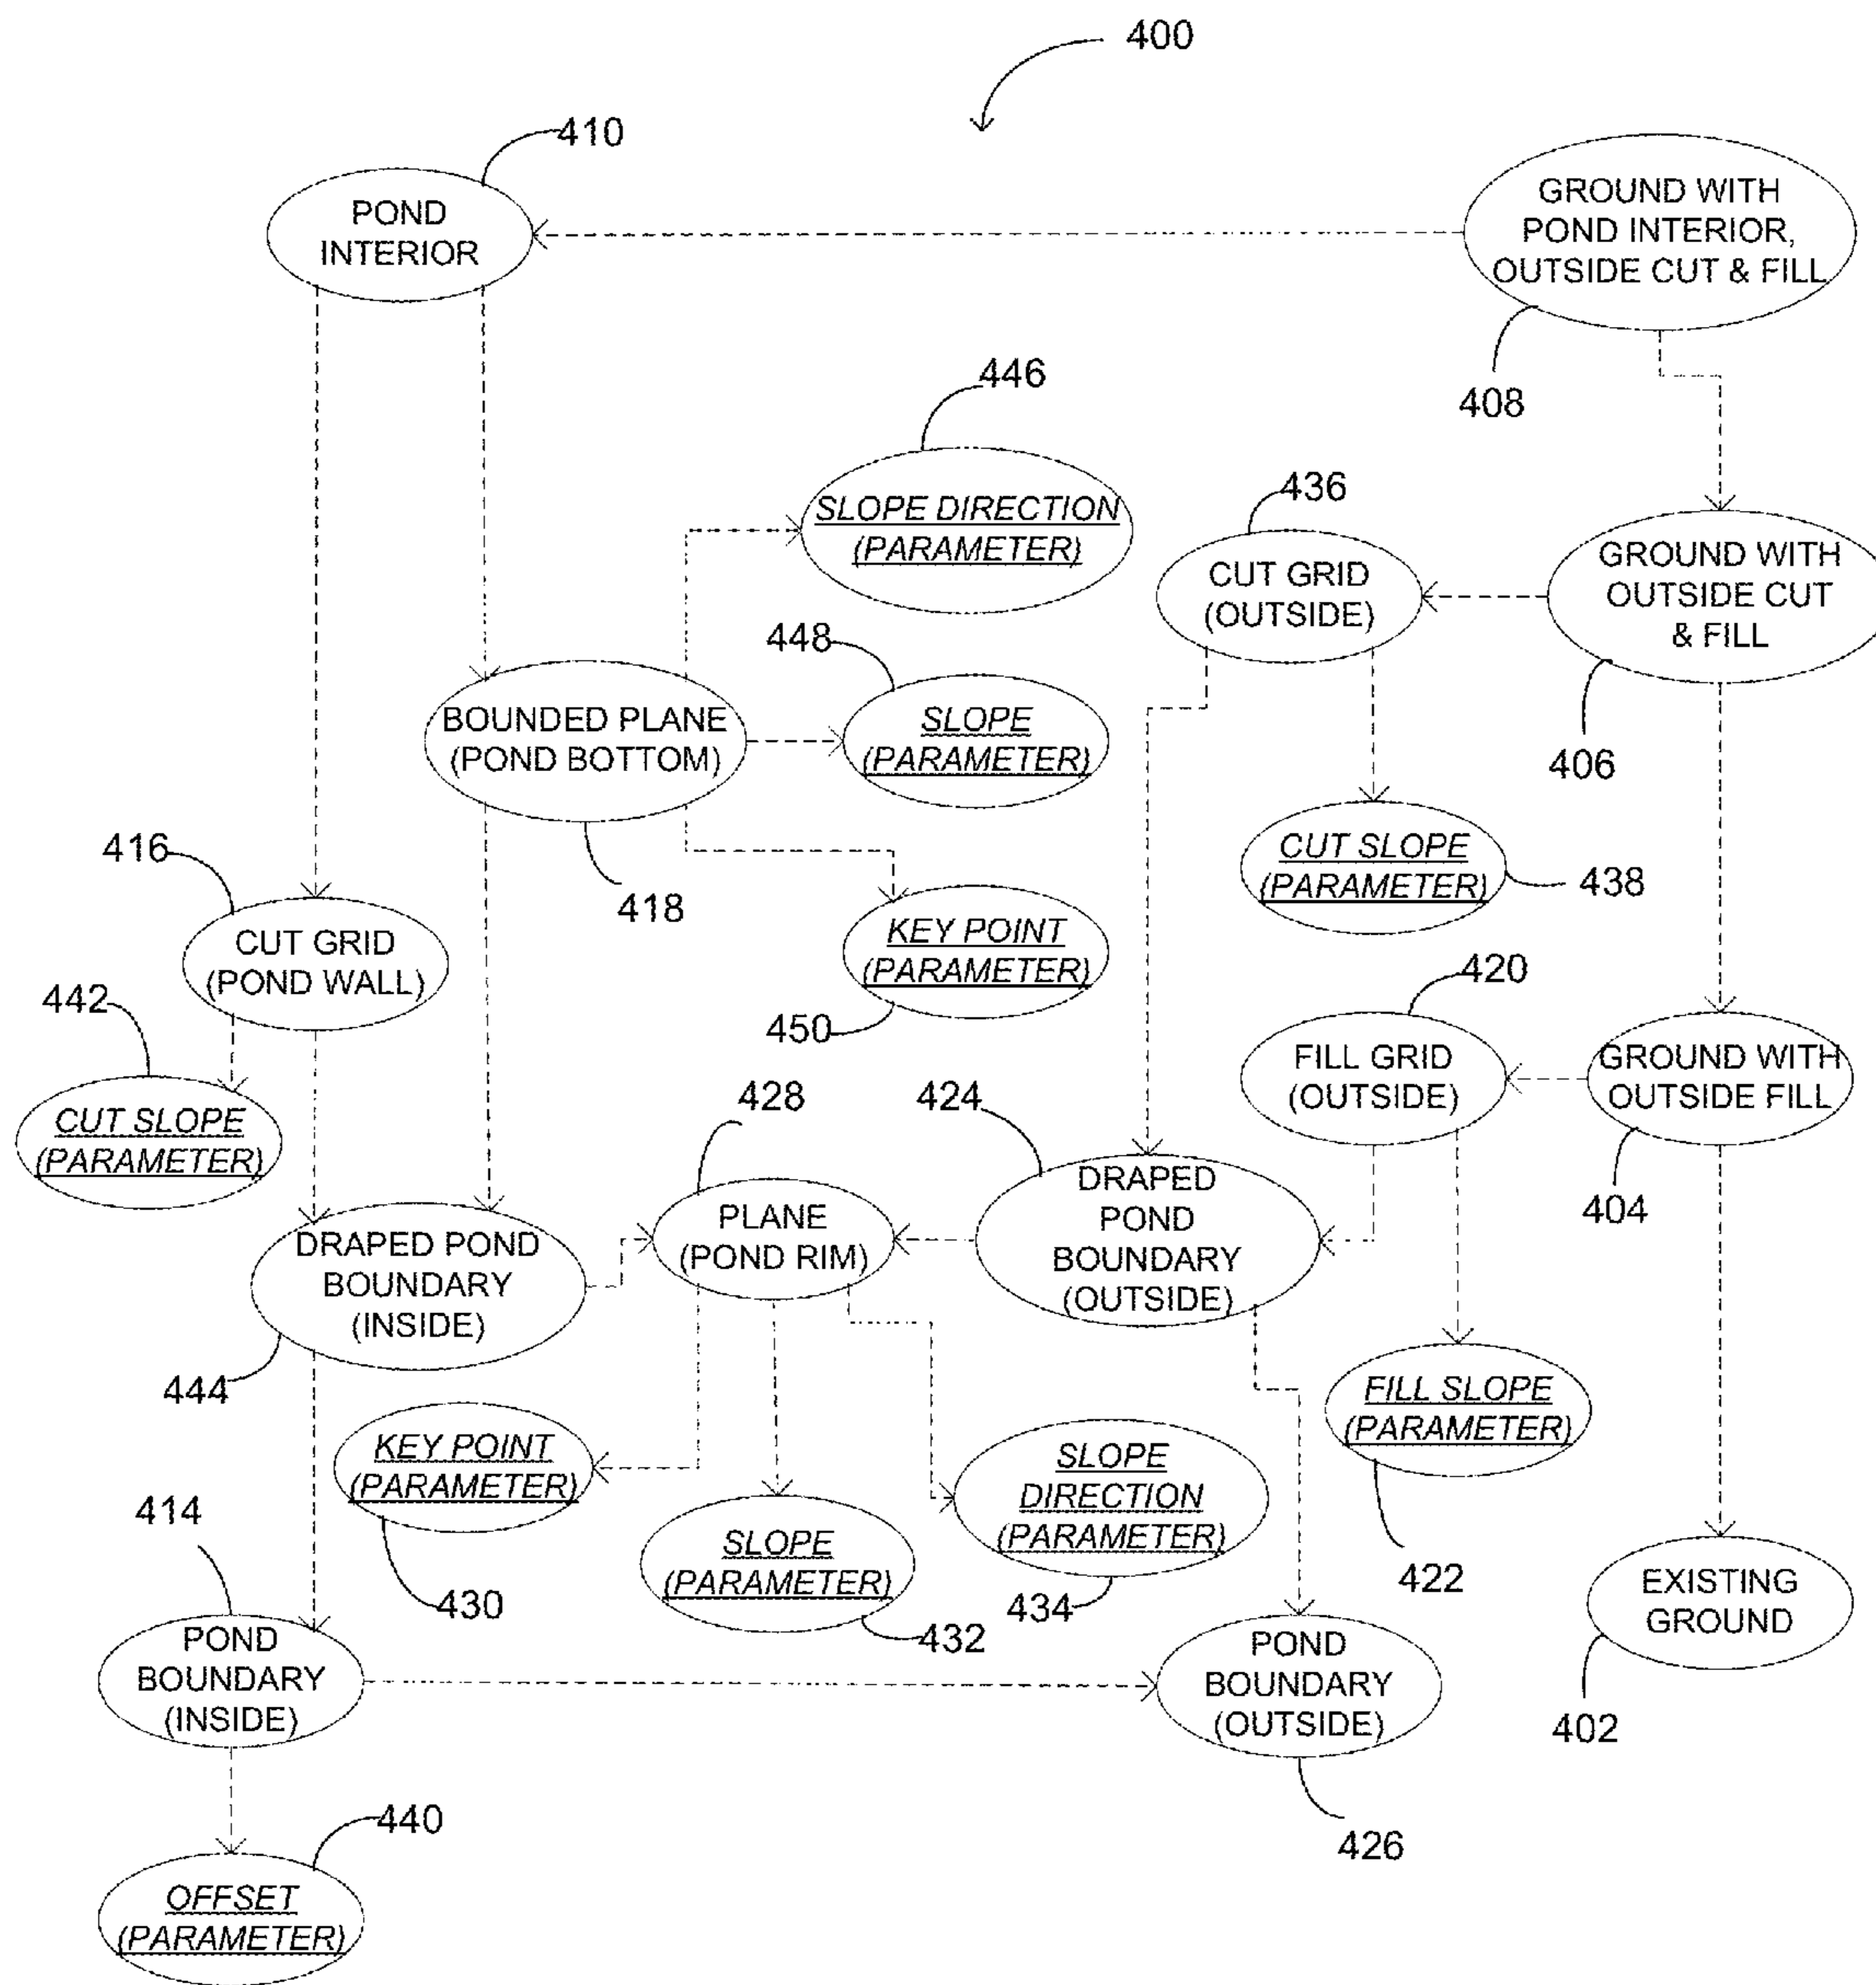 400
410
POND
INTERIOR
GROUND WITH
POND INTERIOR,
OUTSIDE CUT & FILL
408
446
SLOPE DIRECTION
(PARAMETER)
436
CUT GRID
(OUTSIDE)
GROUND WITH
OUTSIDE CUT
& FILL
406
448
BOUNDED PLANE
(POND BOTTOM)
418
SLOPE
(PARAMETER)
CUT SLOPE
(PARAMETER)
438
416
CUT GRID
(POND WALL)
KEY POINT
(PARAMETER)
450
442
CUT SLOPE
(PARAMETER)
420
FILL GRID
(OUTSIDE)
GROUND WITH
OUTSIDE FILL
404
428
PLANE
(POND RIM)
424
DRAPED
POND
BOUNDARY
(OUTSIDE)
DRAPED POND
BOUNDARY
(INSIDE)
444
KEY POINT
(PARAMETER)
430
SLOPE
(PARAMETER)
432
SLOPE
DIRECTION
(PARAMETER)
434
FILL SLOPE
(PARAMETER)
422
EXISTING
GROUND
402
414
POND
BOUNDARY
(INSIDE)
POND
BOUNDARY
(OUTSIDE)
426
440
OFFSET
(PARAMETER)